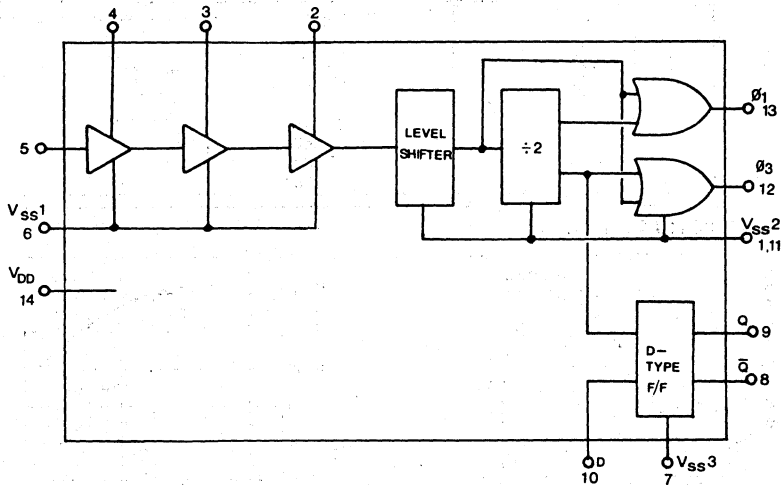 4
3
2
5
LEVEL
SHIFTER
÷2
Ø1
13
Ø3
12
VSS1
6
VSS2
1,11
VDD
14
D-
TYPE
F/F
Q
9
Q̅
8
D
10
VSS3
7